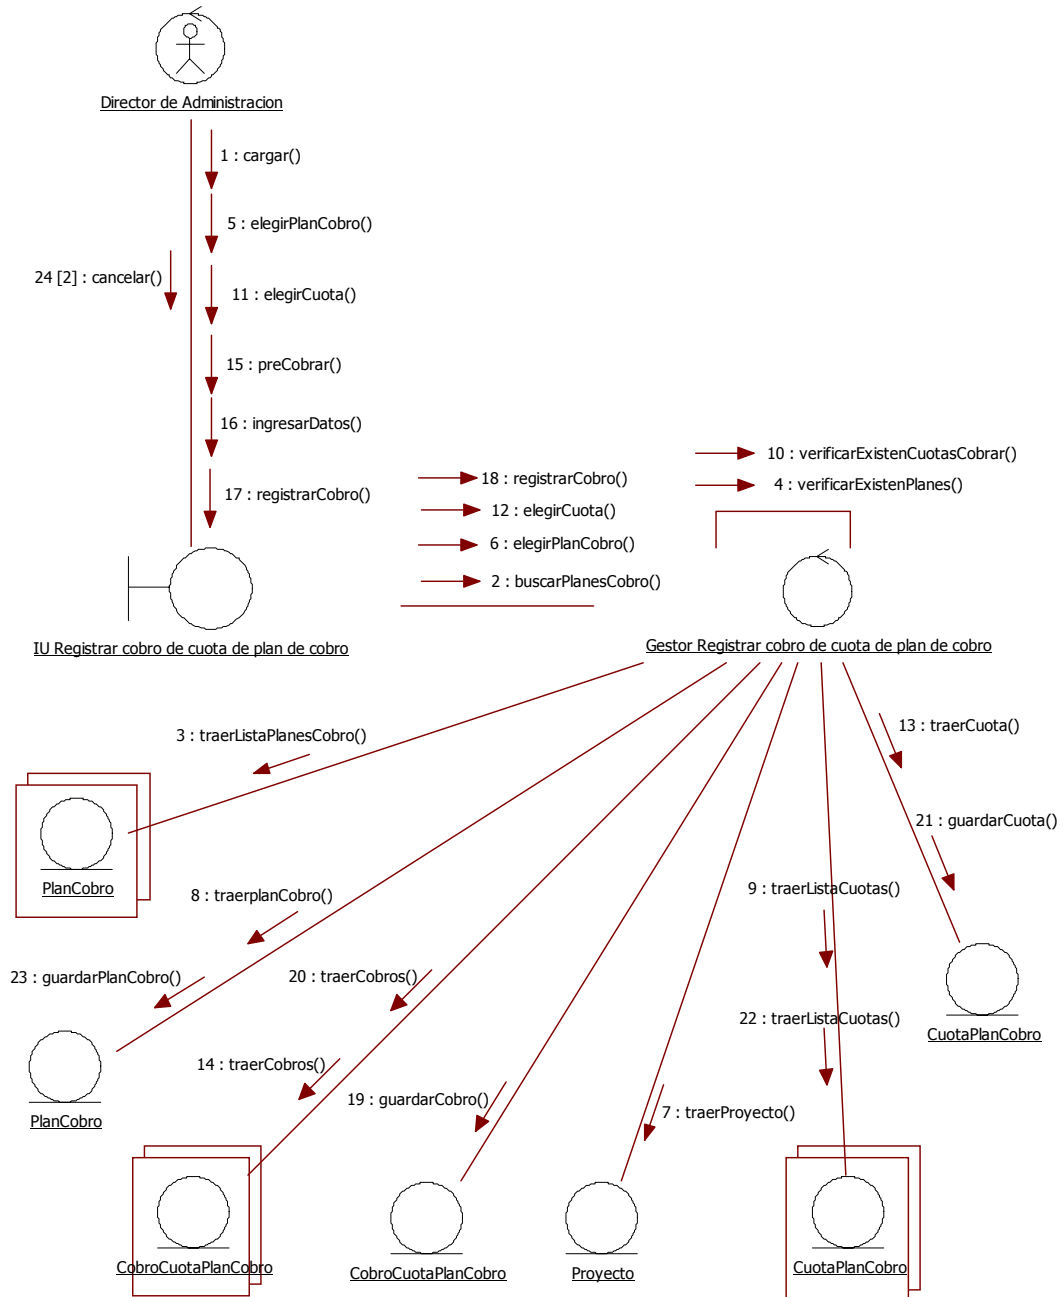 Director de Administracion
1 : cargar()
5 : elegirPlanCobro()
24 [2] : cancelar()
11 : elegirCuota()
15 : preCobrar()
16 : ingresarDatos()
17 : registrarCobro()
18 : registrarCobro()
12 : elegirCuota()
6 : elegirPlanCobro()
2 : buscarPlanesCobro()
10 : verificarExistenCuotasCobrar()
4 : verificarExistenPlanes()
IU Registrar cobro de cuota de plan de cobro
Gestor Registrar cobro de cuota de plan de cobro
3 : traerListaPlanesCobro()
13 : traerCuota()
21 : guardarCuota()
PlanCobro
8 : traerplanCobro()
9 : traerListaCuotas()
23 : guardarPlanCobro()
20 : traerCobros()
22 : traerListaCuotas()
CuotaPlanCobro
14 : traerCobros()
19 : guardarCobro()
7 : traerProyecto()
PlanCobro
CobroCuotaPlanCobro
CobroCuotaPlanCobro
Proyecto
CuotaPlanCobro